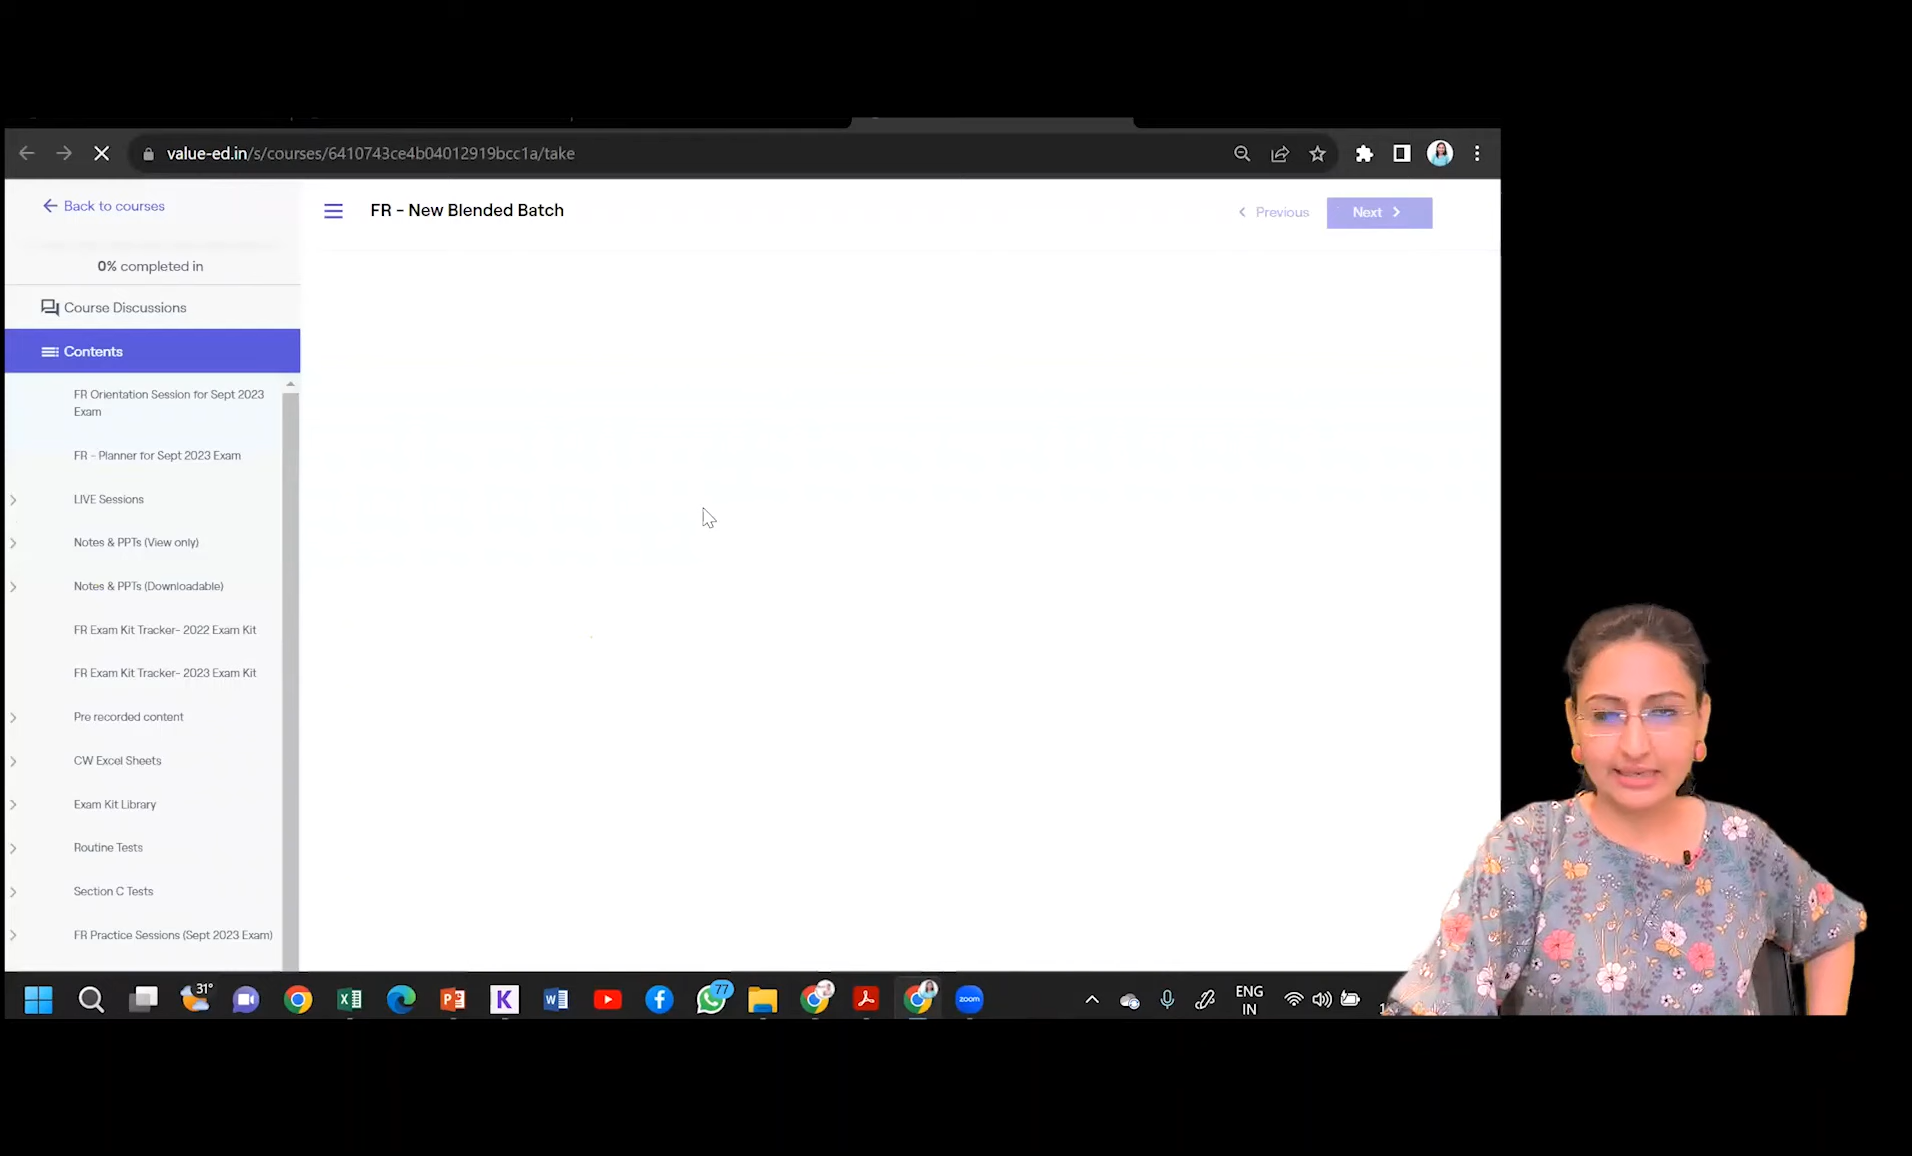 value-ed.in/s/courses/6410743ce4b04012919bcc1a/take
Back to courses
FR - New Blended Batch
Previous
Next
0% completed in
Course Discussions
Contents
FR Orientation Session for Sept 2023
Exam
FR - Planner for Sept 2023 Exam
LIVE Sessions
Notes & PPTs (View only)
Notes & PPTs (Downloadable)
FR Exam Kit Tracker- 2022 Exam Kit
FR Exam Kit Tracker- 2023 Exam Kit
Pre recorded content
CW Excel Sheets
Exam Kit Library
Routine Tests
Section C Tests
FR Practice Sessions (Sept 2023 Exam)
31°
K
77
zoom
ENG
IN